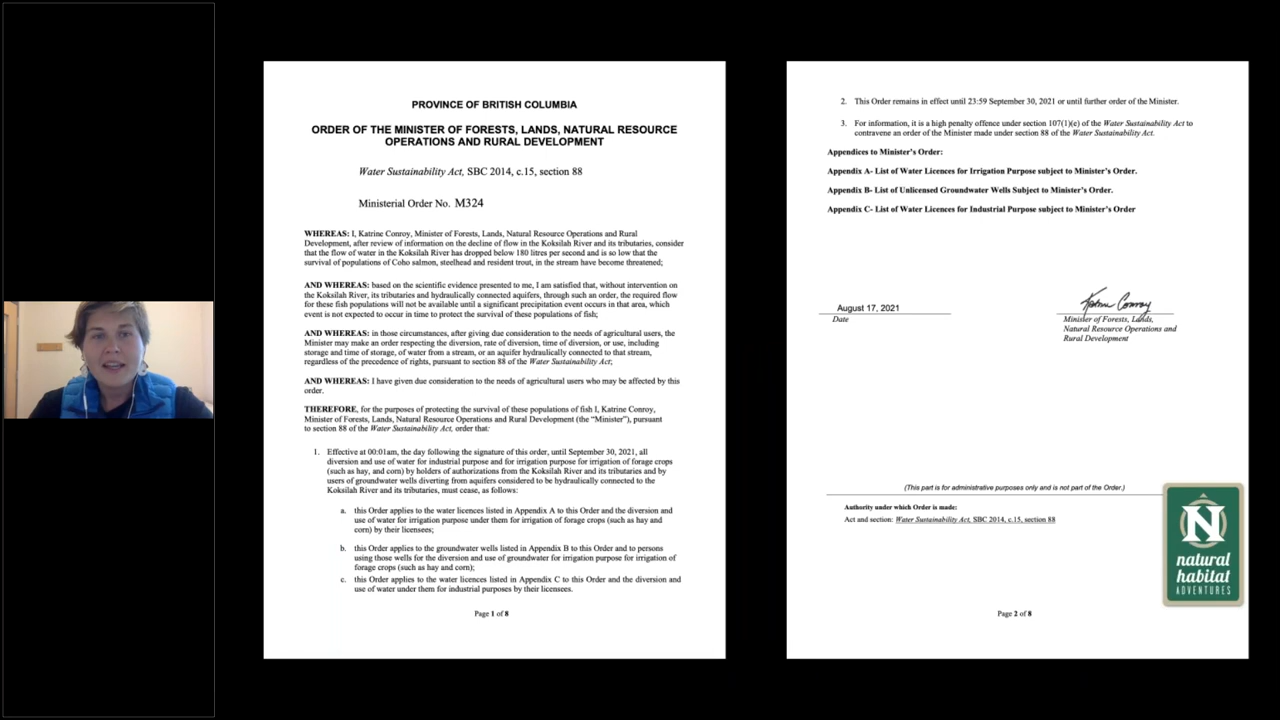 PROVINCE OF BRITISH COLUMBIA
ORDER OF THE MINISTER OF FORESTS, LANDS, NATURAL RESOURCE
OPERATIONS AND RURAL DEVELOPMENT
Water Sustainability Act, SBC 2014, c.15, section 88
Ministerial Order No. M324
WHEREAS: I, Katrine Conroy, Minister of Forests, Lands, Natural Resource Operations and Rural
Development, after review of information on the decline of flow in the Koksilah River and its tributaries, consider
that the flow of water in the Koksilah River has dropped below 180 litres per second and is so low that the
survival of populations of Coho salmon, steelhead and resident trout, in the stream have become threatened;
AND WHEREAS: based on the scientific evidence presented to me, I am satisfied that, without intervention on
the Koksilah River, its tributaries and hydraulically connected aquifers, through such an order, the required flow
for these fish populations will not be available until a significant precipitation event occurs in that area, which
event is not expected to occur in time to protect the survival of these populations of fish;
AND WHEREAS: in those circumstances, after giving due consideration to the needs of agricultural users, the
Minister may make an order respecting the diversion, rate of diversion, time of diversion, or use, including
storage and time of storage, of water from a stream, or an aquifer hydraulically connected to that stream,
regardless of the precedence of rights, pursuant to section 88 of the Water Sustainability Act;
AND WHEREAS: I have given due consideration to the needs of agricultural users who may be affected by this
order.
THEREFORE, for the purposes of protecting the survival of these populations of fish I, Katrine Conroy,
Minister of Forests, Lands, Natural Resource Operations and Rural Development (the “Minister”), pursuant
to section 88 of the Water Sustainability Act, order that:
1. Effective at 00:01am, the day following the signature of this order, until September 30, 2021, all
diversion and use of water for industrial purpose and for irrigation purpose for irrigation of forage crops
(such as hay, and corn) by holders of authorizations from the Koksilah River and its tributaries and by
users of groundwater wells diverting from aquifers considered to be hydraulically connected to the
Koksilah River and its tributaries, must cease, as follows:
a. this Order applies to the water licences listed in Appendix A to this Order and the diversion and
use of water for irrigation purpose under them for irrigation of forage crops (such as hay and
corn) by their licensees;
b. this Order applies to the groundwater wells listed in Appendix B to this Order and to persons
using those wells for the diversion and use of groundwater for irrigation purpose for irrigation of
forage crops (such as hay and corn);
c. this Order applies to the water licences listed in Appendix C to this Order and the diversion and
use of water under them for industrial purposes by their licensees.
Page 1 of 8
2. This Order remains in effect until 23:59 September 30, 2021 or until further order of the Minister.
3. For information, it is a high penalty offence under section 107(1)(e) of the Water Sustainability Act to
contravene an order of the Minister made under section 88 of the Water Sustainability Act.
Appendices to Minister's Order:
Appendix A- List of Water Licences for Irrigation Purpose subject to Minister's Order.
Appendix B- List of Unlicensed Groundwater Wells Subject to Minister's Order.
Appendix C- List of Water Licences for Industrial Purpose subject to Minister's Order
August 17, 2021
Date
Katrine Conroy
Minister of Forests, Lands,
Natural Resource Operations and
Rural Development
(This part is for administrative purposes only and is not part of the Order.)
Authority under which Order is made:
Act and section: Water Sustainability Act, SBC 2014, c.15, section 88
Page 2 of 8
N
natural
habitat
ADVENTURES